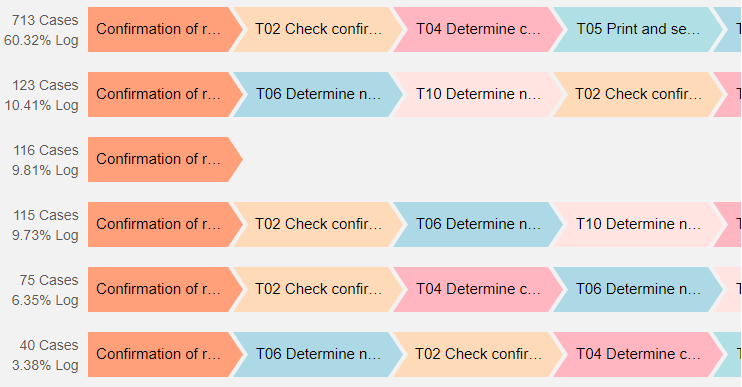 713 Cases
60.32% Log
Confirmation of r... T02 Check confir... T04 Determine c... T05 Print and se...
123 Cases
10.41% Log
Confirmation of r... T06 Determine n... T10 Determine n... T02 Check confir...
116 Cases
9.81% Log
Confirmation of r...
115 Cases
9.73% Log
Confirmation of r... T02 Check confir... T06 Determine n... T10 Determine n...
75 Cases
6.35% Log
Confirmation of r... T02 Check confir... T04 Determine c... T06 Determine n...
40 Cases
3.38% Log
Confirmation of r... T06 Determine n... T02 Check confir... T04 Determine c...